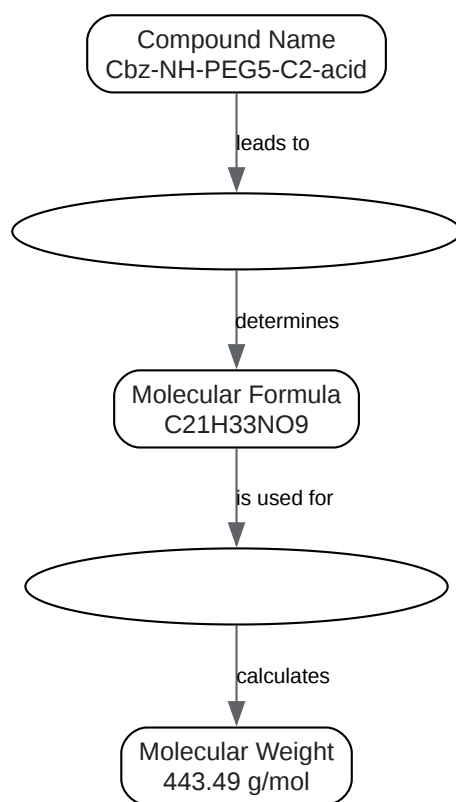 Compound Name
Cbz-NH-PEG5-C2-acid
leads to
determines
Molecular Formula
C21H33NO9
is used for
calculates
Molecular Weight
443.49 g/mol